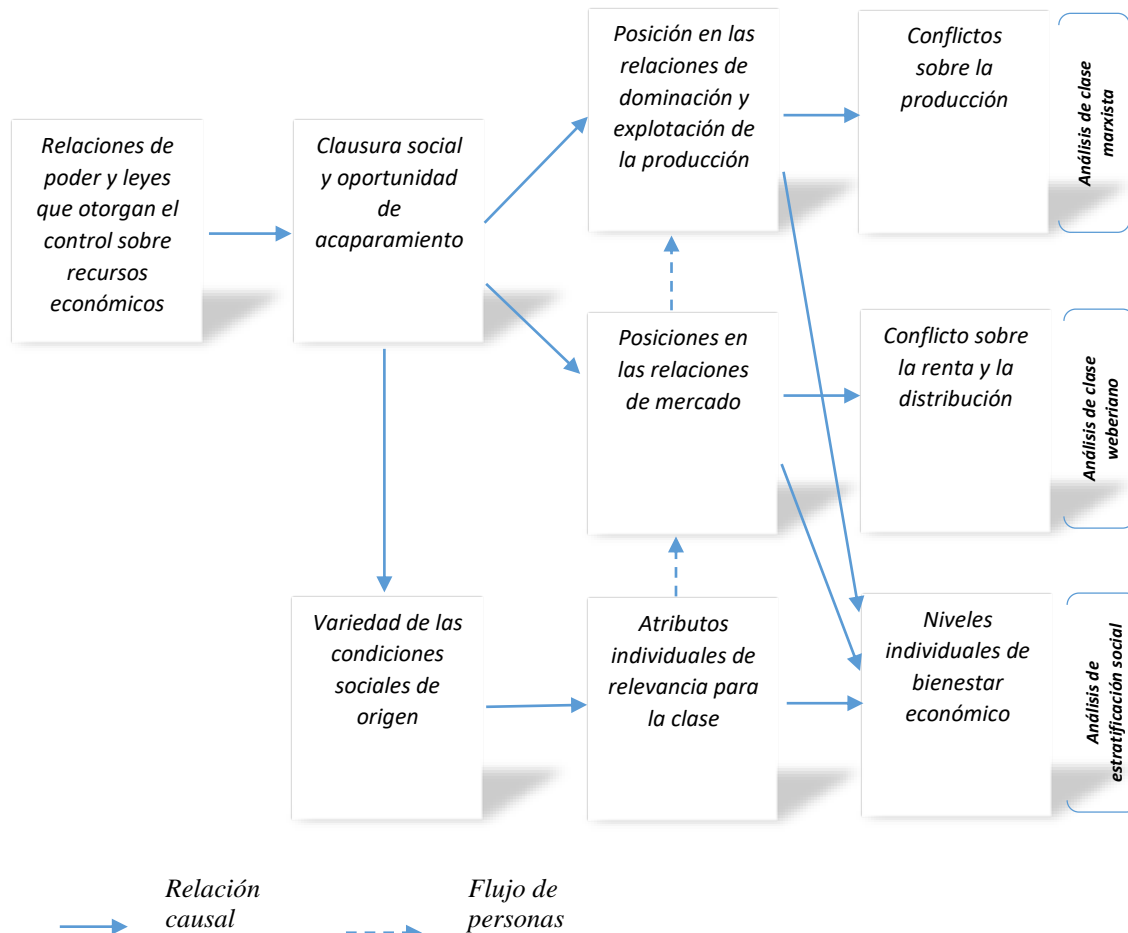 Relaciones de
poder y leyes
que otorgan el
control sobre
recursos
económicos
Clausura social
y oportunidad
de
acaparamiento
Posición en las
relaciones de
dominación y
explotación de
la producción
Conflictos
sobre la
producción
Análisis de clase
marxista
Posiciones en
las relaciones
de mercado
Conflicto sobre
la renta y la
distribución
Análisis de clase
weberiano
Variedad de las
condiciones
sociales de
origen
Atributos
individuales de
relevancia para
la clase
Niveles
individuales de
bienestar
económico
Análisis de
estratificación social
Relación
causal
Flujo de
personas